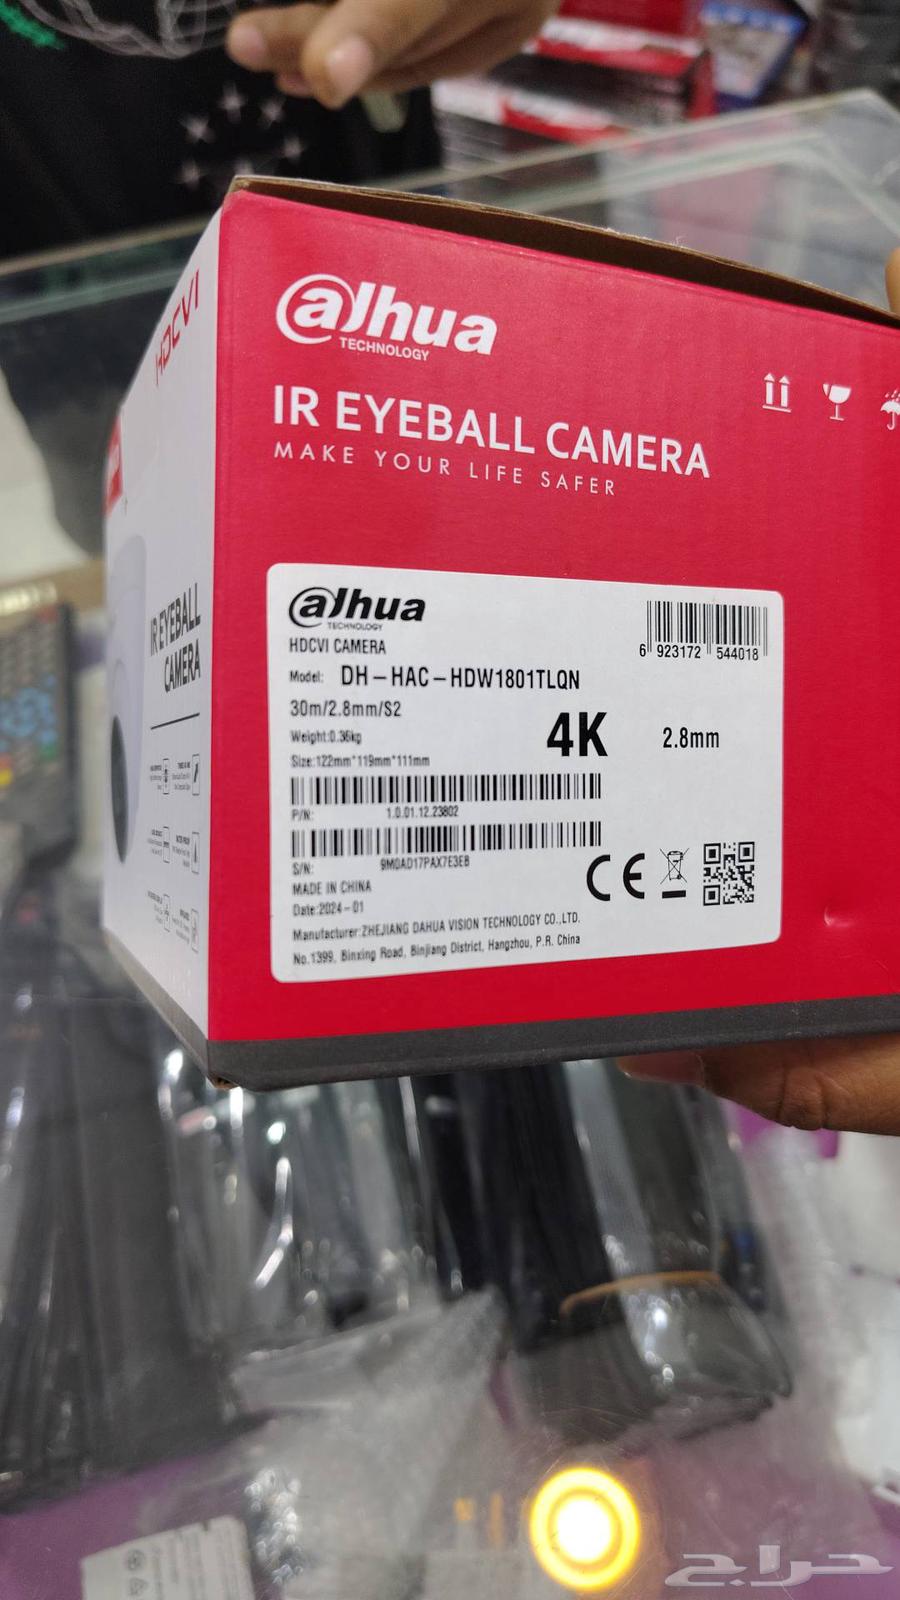 HDCVI
alhua
TECHNOLOGY
IR EYEBALL CAMERA
MAKE YOUR LIFE SAFER
IR EYEBALL
CAMERA
alhua
TECHNOLOGY
HDCVI CAMERA
Model: DH-HAC-HDW1801TLQN
30m/2.8mm/S2
Weight:0.36kg
Size:122mm*119mm*111mm
4K
2.8mm
6 923172 544018
P/N: 1.0.01.12.23802
S/N: 9M0AD17PAX7E3EB
MADE IN CHINA
Date:2024-01
Manufacturer:ZHEJIANG DAHUA VISION TECHNOLOGY CO.,LTD.
No.1399, Binxing Road, Binjiang District, Hangzhou, P.R. China
CE
حراج